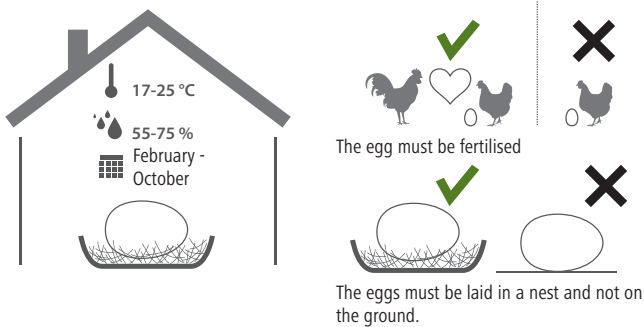 17-25 °C
55-75 %
February -
October
The egg must be fertilised
The eggs must be laid in a nest and not on
the ground.